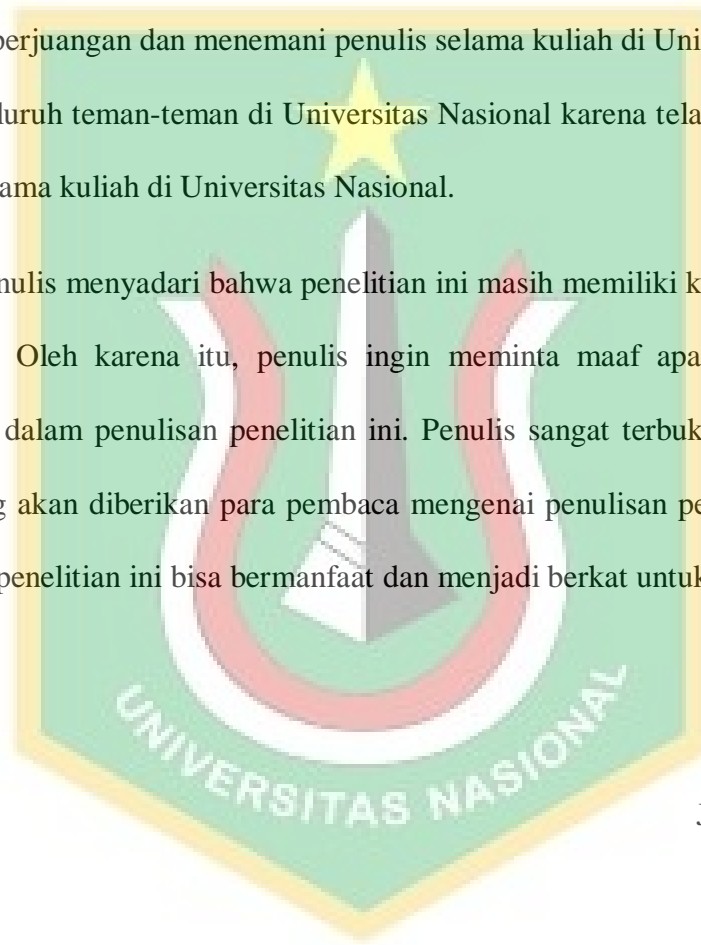 perjuangan dan menemani penulis selama kuliah di Uni
luruh teman-teman di Universitas Nasional karena tela
ama kuliah di Universitas Nasional.
nulis menyadari bahwa penelitian ini masih memiliki k
Oleh karena itu, penulis ingin meminta maaf apa
dalam penulisan penelitian ini. Penulis sangat terbuk
g akan diberikan para pembaca mengenai penulisan pe
penelitian ini bisa bermanfaat dan menjadi berkat untuk
UNIVERSITAS NASIONAL
J